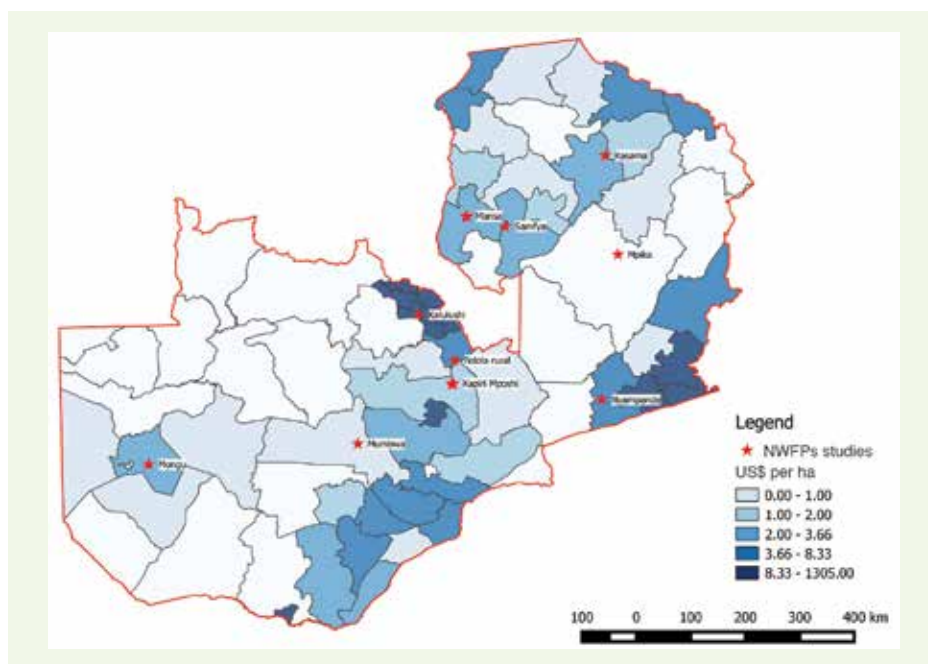 Kasama
Mansa
Samfya
Mpika
Kalulushi
Ndola rural
Kapiri Mposhi
Nyimba
Mumbwa
Mongu
Legend
NWFPs studies
US$ per ha
0.00 - 1.00
1.00 - 2.00
2.00 - 3.66
3.66 - 8.33
8.33 - 1305.00
100 0 100 200 300 400 km